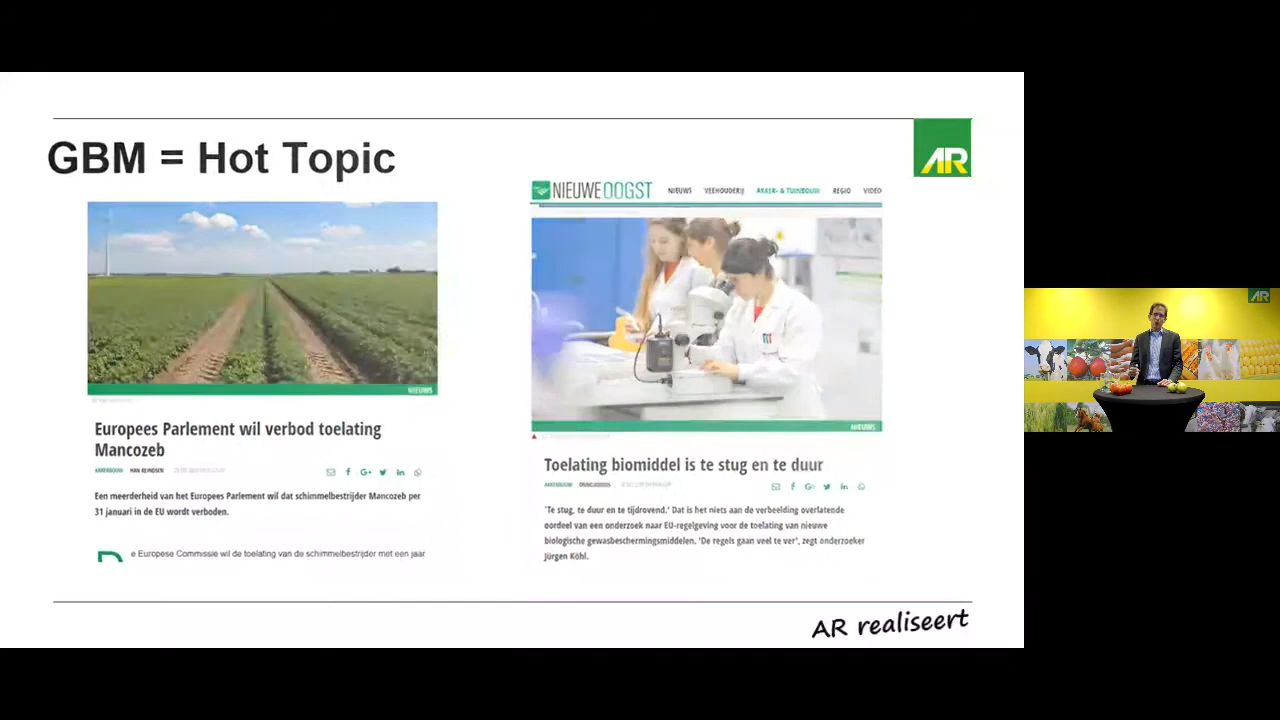 GBM = Hot Topic
AR
NIEUWE OOGST
NIEUWS VEEHOUDERIJ AKKER- & TUINBOUW REGIO VIDEO
NIEUWS
Europees Parlement wil verbod toelating
Mancozeb
AKKERBOUW HAN REINDSEN
Een meerderheid van het Europees Parlement wil dat schimmelbestrijder Mancozeb per
31 januari in de EU wordt verboden.
De Europese Commissie wil de toelating van de schimmelbestrijder met een jaar
NIEUWS
Toelating biomiddel is te stug en te duur
AKKERBOUW
'Te stug, te duur en te tijdrovend.' Dat is het niets aan de verbeelding overlatende
oordeel van een onderzoek naar EU-regelgeving voor de toelating van nieuwe
biologische gewasbeschermingsmiddelen. 'De regels gaan veel te ver', zegt onderzoeker
Jürgen Köhl.
AR realiseert
AR